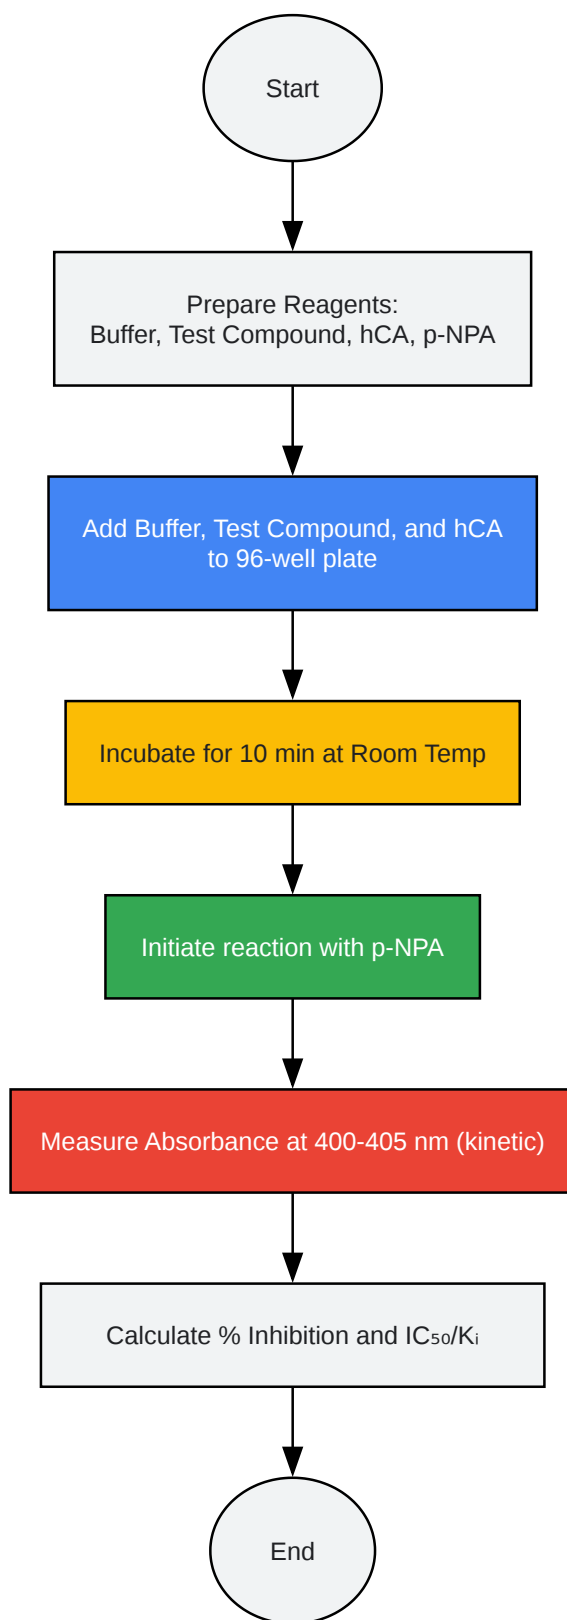 Start
Prepare Reagents:
Buffer, Test Compound, hCA, p-NPA
Add Buffer, Test Compound, and hCA
to 96-well plate
Incubate for 10 min at Room Temp
Initiate reaction with p-NPA
Measure Absorbance at 400-405 nm (kinetic)
Calculate % Inhibition and IC₅₀/Kᵢ
End